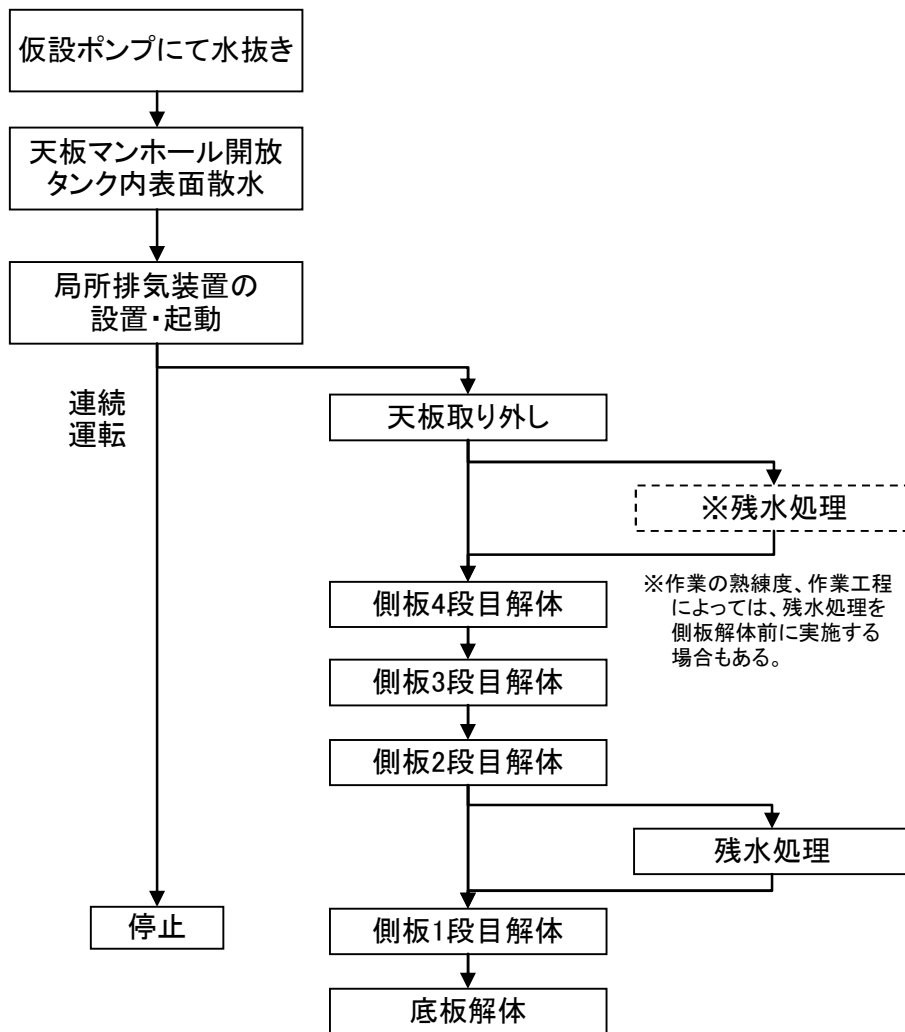 仮設ポンプにて水抜き
天板マンホール開放
タンク内表面散水
局所排気装置の
設置・起動
連続
運転
天板取り外し
※残水処理
※作業の熟練度、作業工程
によっては、残水処理を
側板解体前に実施する
場合もある。
側板4段目解体
側板3段目解体
側板2段目解体
残水処理
停止
側板1段目解体
底板解体